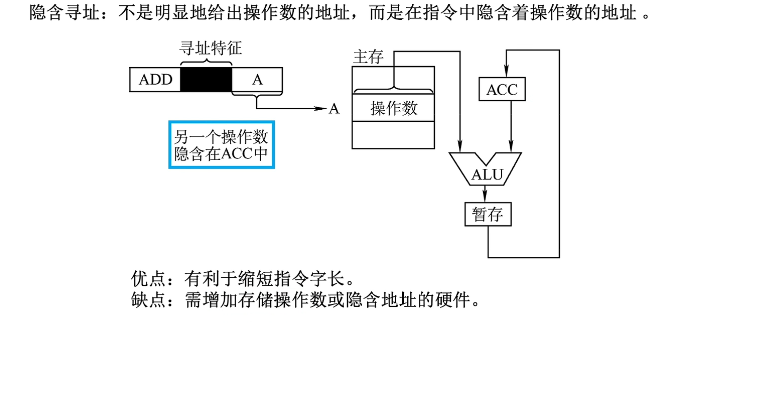 隐含寻址：不是明显地给出操作数的地址，而是在指令中隐含着操作数的地址 。
寻址特征
ADD
A
A
另一个操作数
隐含在ACC中
主存
操作数
ACC
ALU
暂存
优点：有利于缩短指令字长。
缺点：需增加存储操作数或隐含地址的硬件。